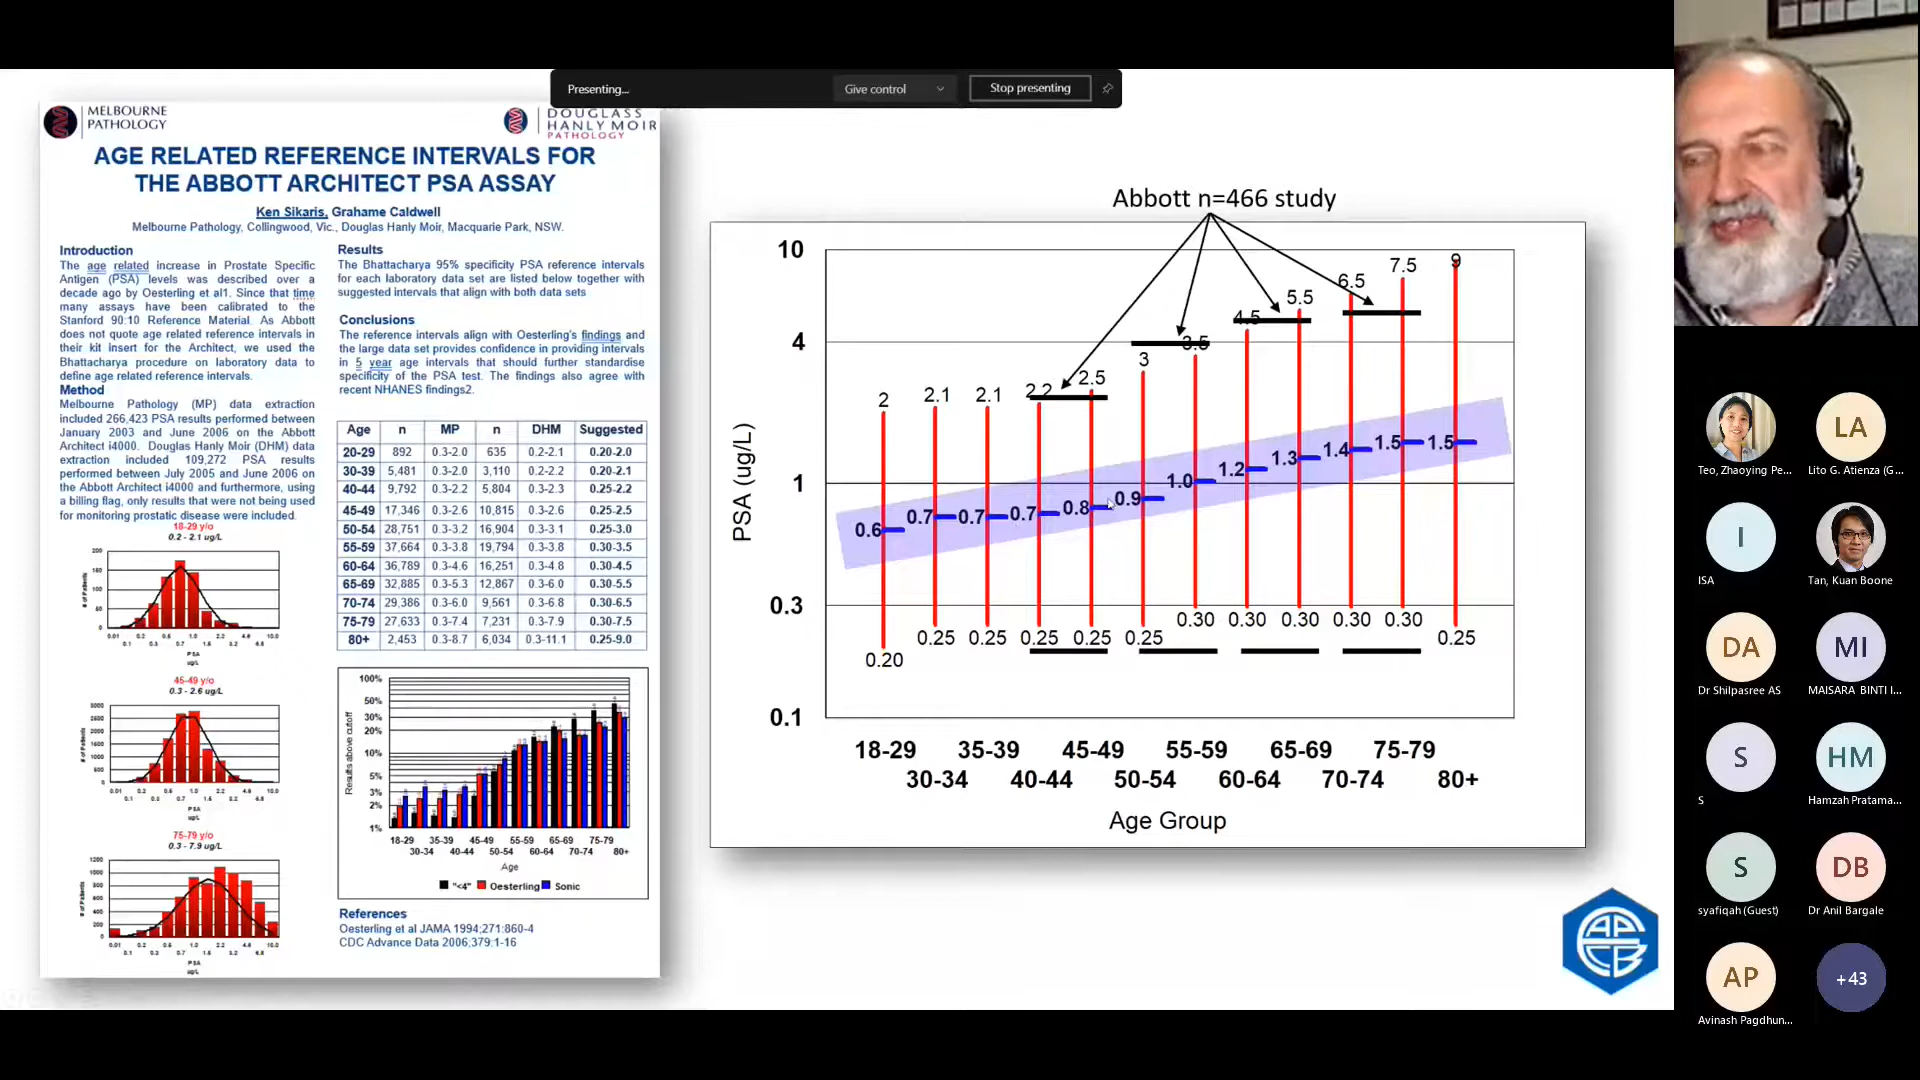 Presenting...
Give control
Stop presenting
MELBOURNE
PATHOLOGY
DOUGLASS
HANLY MOIR
PATHOLOGY
AGE RELATED REFERENCE INTERVALS FOR
THE ABBOTT ARCHITECT PSA ASSAY
Ken Sikaris, Grahame Caldwell
Melbourne Pathology, Collingwood, Vic., Douglas Hanly Moir, Macquarie Park, NSW.
Introduction
The age related increase in Prostate Specific
Antigen (PSA) levels was described over a
decade ago by Oesterling et al1. Since that time
many assays have been calibrated to the
Stanford 90:10 Reference Material. As Abbott
does not quote age related reference intervals in
their kit insert for the Architect, we used the
Bhattacharya procedure on laboratory data to
define age related reference intervals.
Method
Melbourne Pathology (MP) data extraction
included 266,423 PSA results performed between
January 2003 and June 2006 on the Abbott
Architect i4000. Douglas Hanly Moir (DHM) data
extraction included 109,272 PSA results
performed between July 2005 and June 2006 on
the Abbott Architect i4000 and furthermore, using
a billing flag, only results that were not being used
for monitoring prostatic disease were included.
18-29 y/o
0.2 - 2.1 ug/L
45-49 y/o
0.3 - 2.6 ug/L
75-79 y/o
0.3 - 7.9 ug/L
Results
The Bhattacharya 95% specificity PSA reference intervals
for each laboratory data set are listed below together with
suggested intervals that align with both data sets
Conclusions
The reference intervals align with Oesterling's findings and
the large data set provides confidence in providing intervals
in 5 year age intervals that should further standardise
specificity of the PSA test. The findings also agree with
recent NHANES findings2.
Age n MP n DHM Suggested
20-29 892 0.3-2.0 635 0.2-2.1 0.20-2.0
30-39 5,481 0.3-2.0 3,110 0.2-2.2 0.20-2.1
40-44 9,792 0.3-2.2 5,804 0.3-2.3 0.25-2.2
45-49 17,346 0.3-2.6 10,815 0.3-2.6 0.25-2.5
50-54 28,751 0.3-3.2 16,904 0.3-3.1 0.25-3.0
55-59 37,664 0.3-3.8 19,794 0.3-3.8 0.30-3.5
60-64 36,789 0.3-4.6 16,251 0.3-4.8 0.30-4.5
65-69 32,885 0.3-5.3 12,867 0.3-6.0 0.30-5.5
70-74 29,386 0.3-6.0 9,561 0.3-6.8 0.30-6.5
75-79 27,633 0.3-7.4 7,231 0.3-7.9 0.30-7.5
80+ 2,453 0.3-8.7 6,034 0.3-11.1 0.25-9.0
100%
50%
30%
20%
10%
5%
3%
2%
1%
Results above cutoff
18-29 35-39 45-49 55-59 65-69 75-79
30-34 40-44 50-54 60-64 70-74 80+
Age
"<4" Oesterling Sonic
References
Oesterling et al JAMA 1994;271:860-4
CDC Advance Data 2006;379:1-16
Abbott n=466 study
PSA (ug/L)
10
4
1
0.3
0.1
2 2.1 2.1 2.2 2.5 3 3.5 4.5 5.5 6.5 7.5 9
0.6 0.7 0.7 0.7 0.8 0.9 1.0 1.2 1.3 1.4 1.5 1.5
0.20 0.25 0.25 0.25 0.25 0.25 0.30 0.30 0.30 0.30 0.30 0.25
18-29 35-39 45-49 55-59 65-69 75-79
30-34 40-44 50-54 60-64 70-74 80+
Age Group
APFCB
Teo, Zhaoying Pe...
LA
Lito G. Atienza (G...
I
ISA
Tan, Kuan Boone
DA
Dr Shilpasree AS
MI
MAISARA BINTI I...
S
S
HM
Hamzah Pratama...
S
syafiqah (Guest)
DB
Dr Anil Bargale
AP
Avinash Pagdhun...
+43